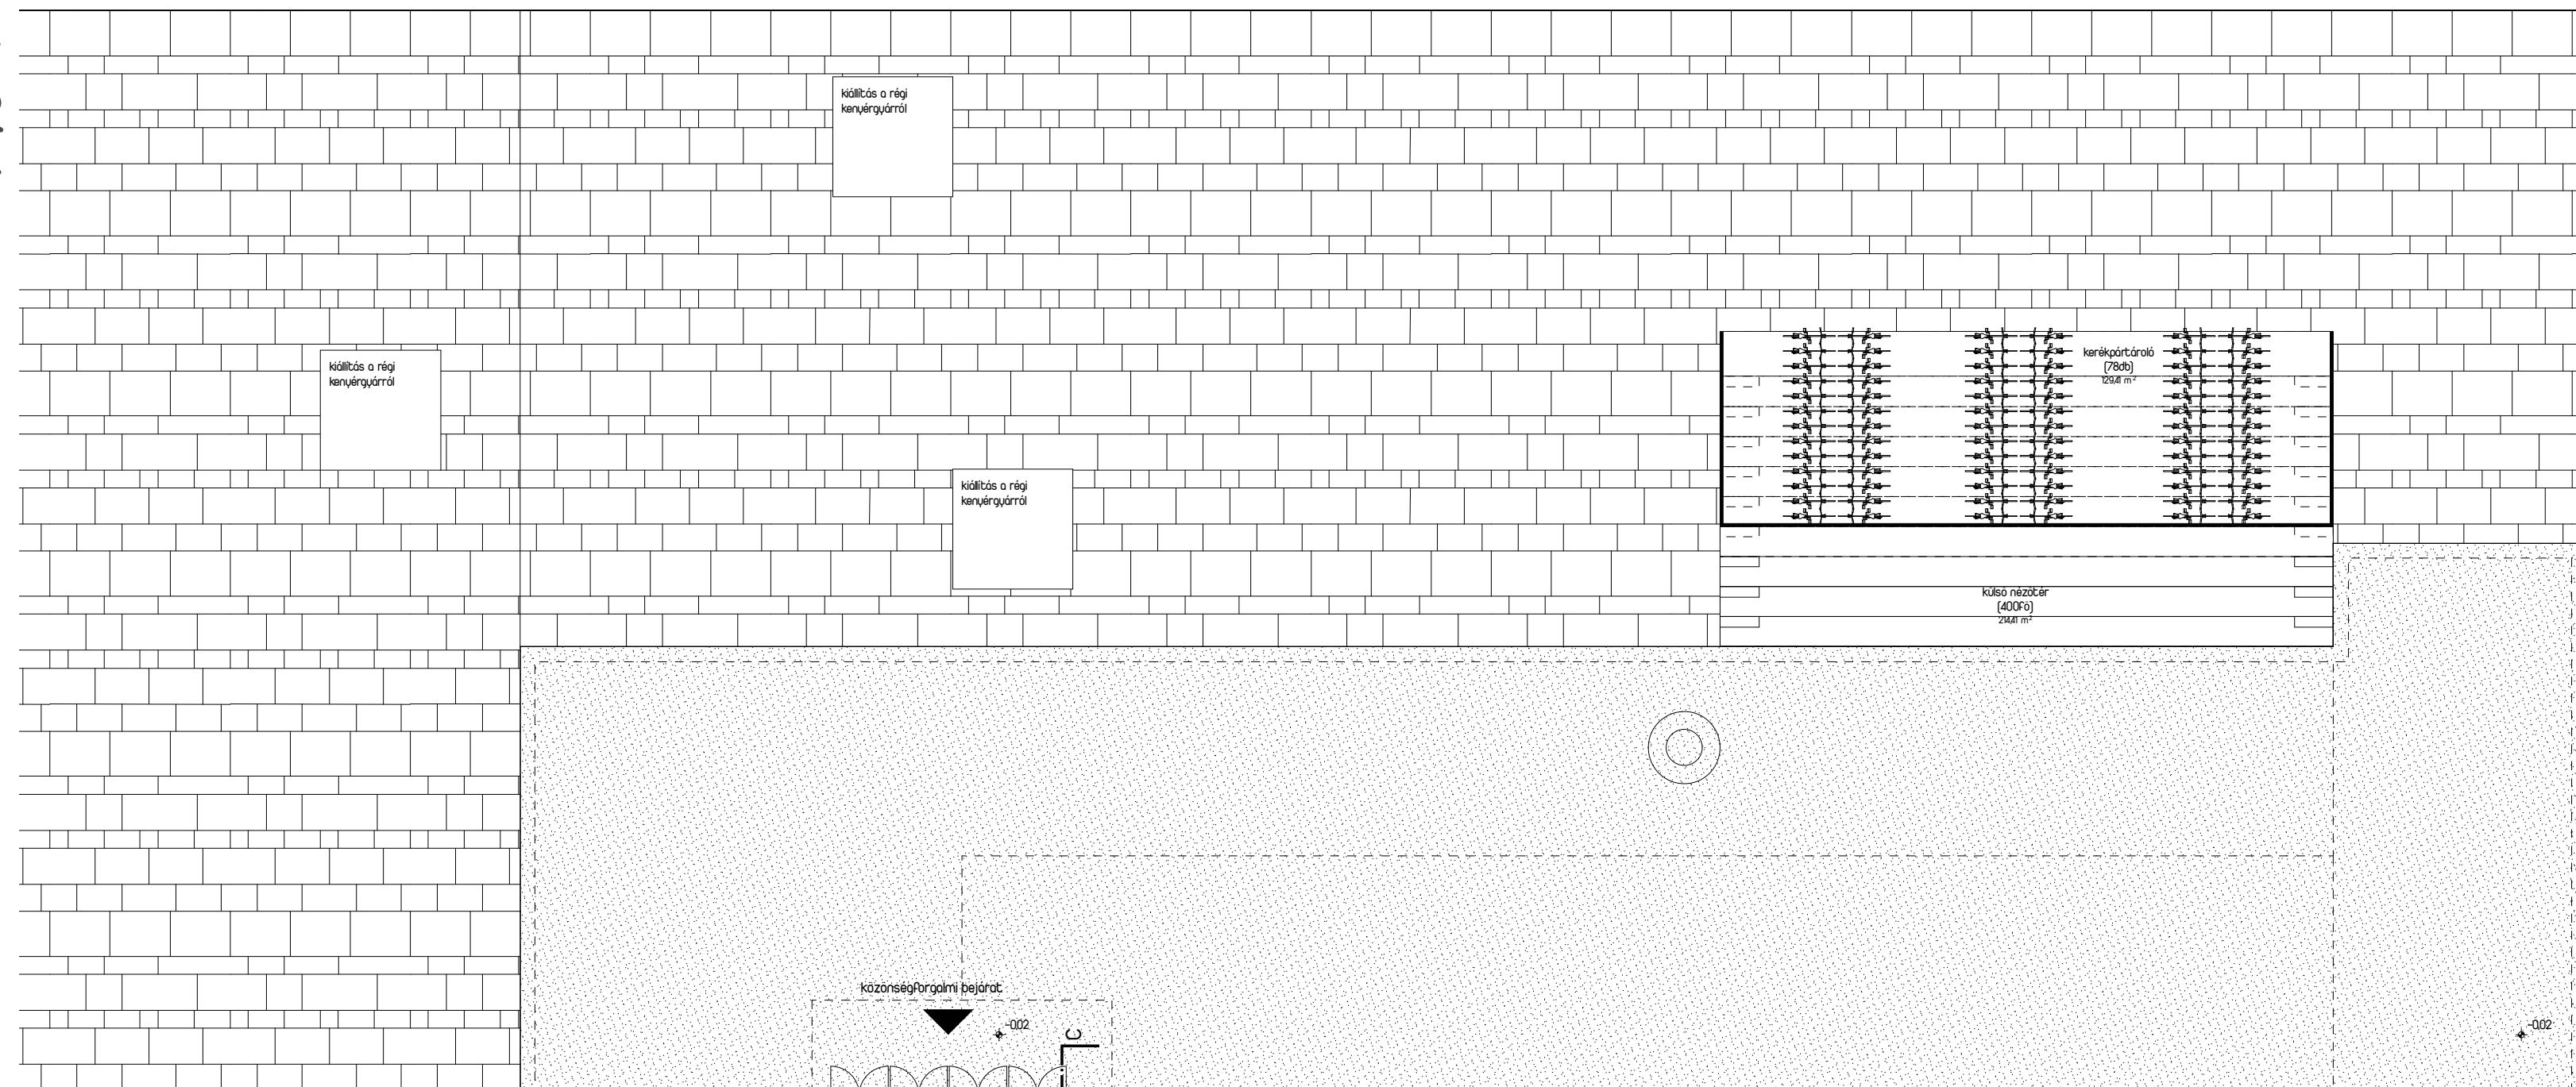 kiállítás a régi
kenyérgyárról
kiállítás a régi
kenyérgyárról
kerékpártároló
(78db)
129,41 m²
kiállítás a régi
kenyérgyárról
külső nézőtér
(400fő)
214,41 m²
közönségforgalmi bejárat
-0,02
C
-0,02